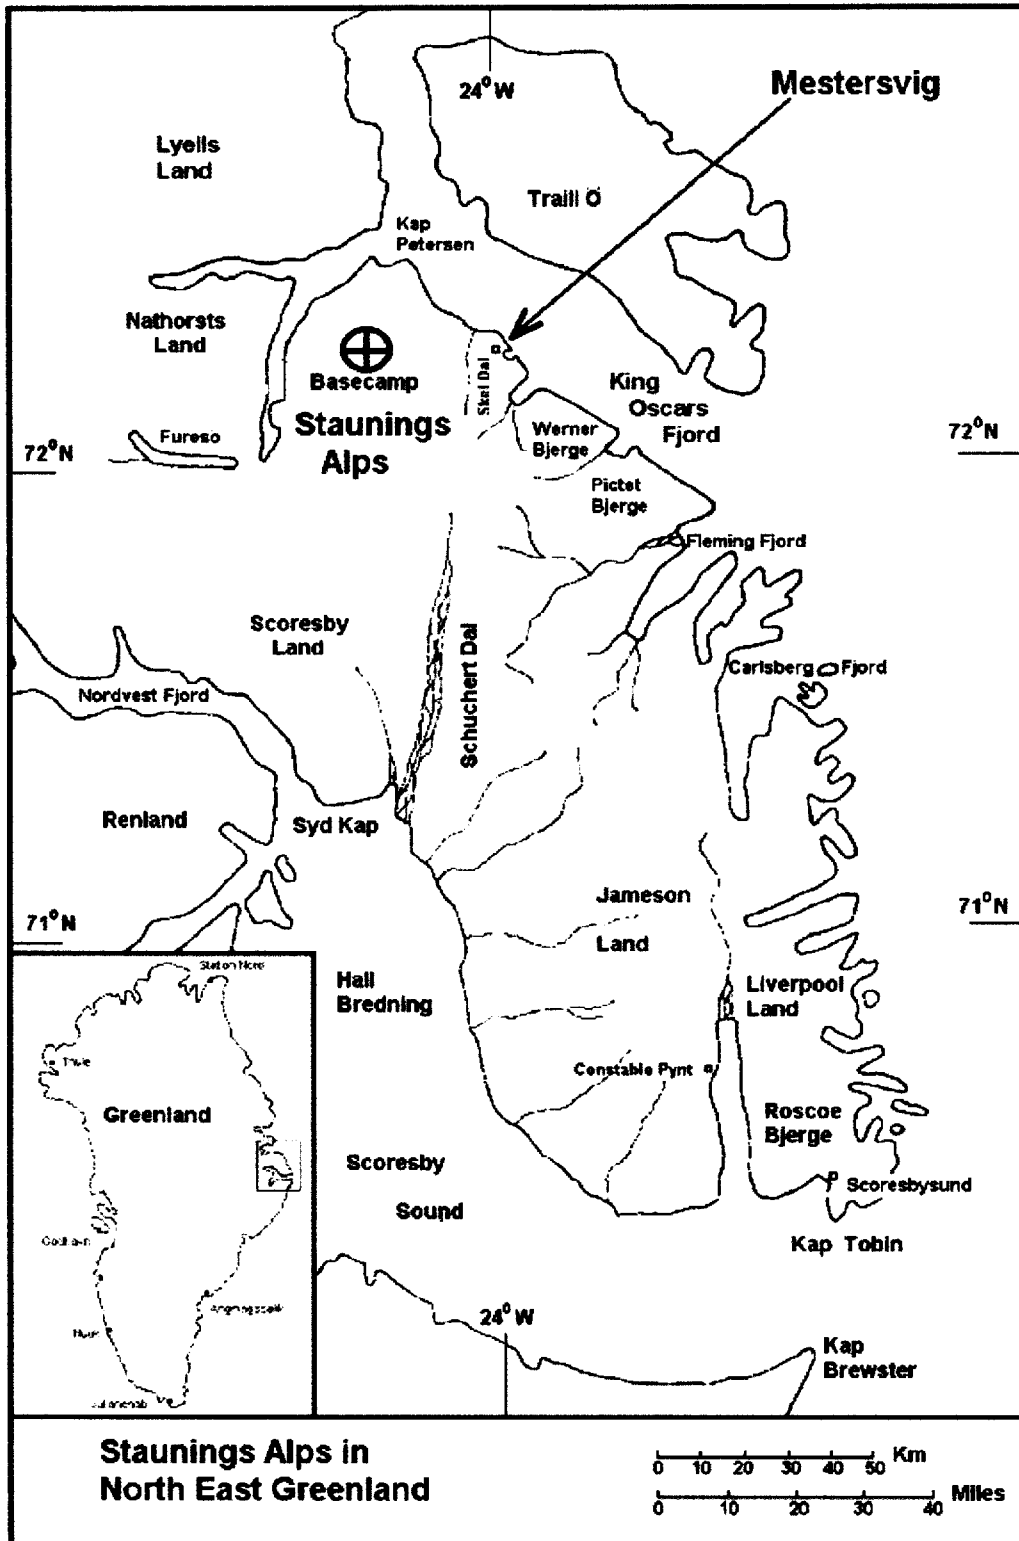 24° W
Mestersvig
Lyells
Land
Traill Ö
Kap
Petersen
Nathorsts
Land
Basecamp
Skel Dal
King
Oscars
Fjord
Staunings
Alps
Werner
Bjerge
Fureso
72°N
72°N
Pictet
Bjerge
Fleming Fjord
Scoresby
Land
Schuchert Dal
Carlsberg Fjord
Nordvest Fjord
Renland
Syd Kap
Jameson
Land
71°N
71°N
Hall
Bredning
Liverpool
Land
Station Nord
Thule
Greenland
Constable Pynt
Roscoe
Bjerge
Scoresby
Sound
Scoresbysund
Kap Tobin
Nuuk
24° W
Kap
Brewster
Staunings Alps in
North East Greenland
0 10 20 30 40 50 Km
0 10 20 30 40 Miles